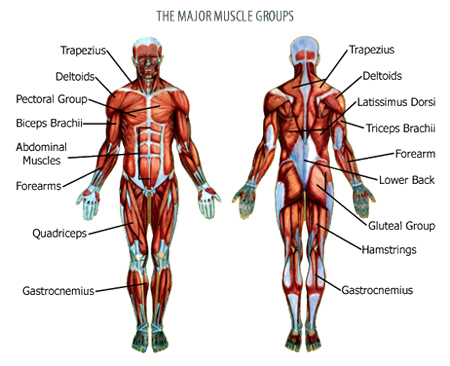 THE MAJOR MUSCLE GROUPS
Trapezius
Deltoids
Pectoral Group
Biceps Brachii
Abdominal
Muscles
Forearms
Quadriceps
Gastrocnemius
Trapezius
Deltoids
Latissimus Dorsi
Triceps Brachii
Forearm
Lower Back
Gluteal Group
Hamstrings
Gastrocnemius